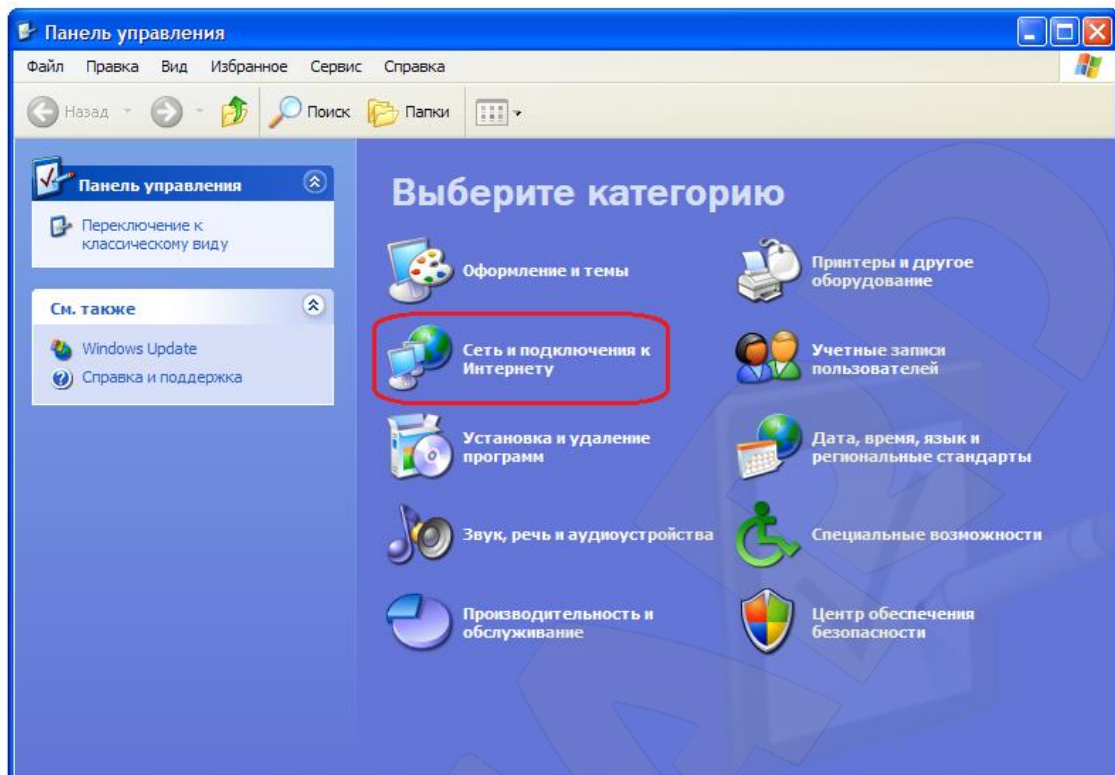 Панель управления
Файл Правка Вид Избранное Сервис Справка
Назад Поиск Папки
Панель управления
Переключение к
классическому виду
См. также
Windows Update
Справка и поддержка
Выберите категорию
Оформление и темы
Принтеры и другое
оборудование
Сеть и подключения к
Интернету
Учетные записи
пользователей
Установка и удаление
программ
Дата, время, язык и
региональные стандарты
Звук, речь и аудиоустройства
Специальные возможности
Производительность и
обслуживание
Центр обеспечения
безопасности